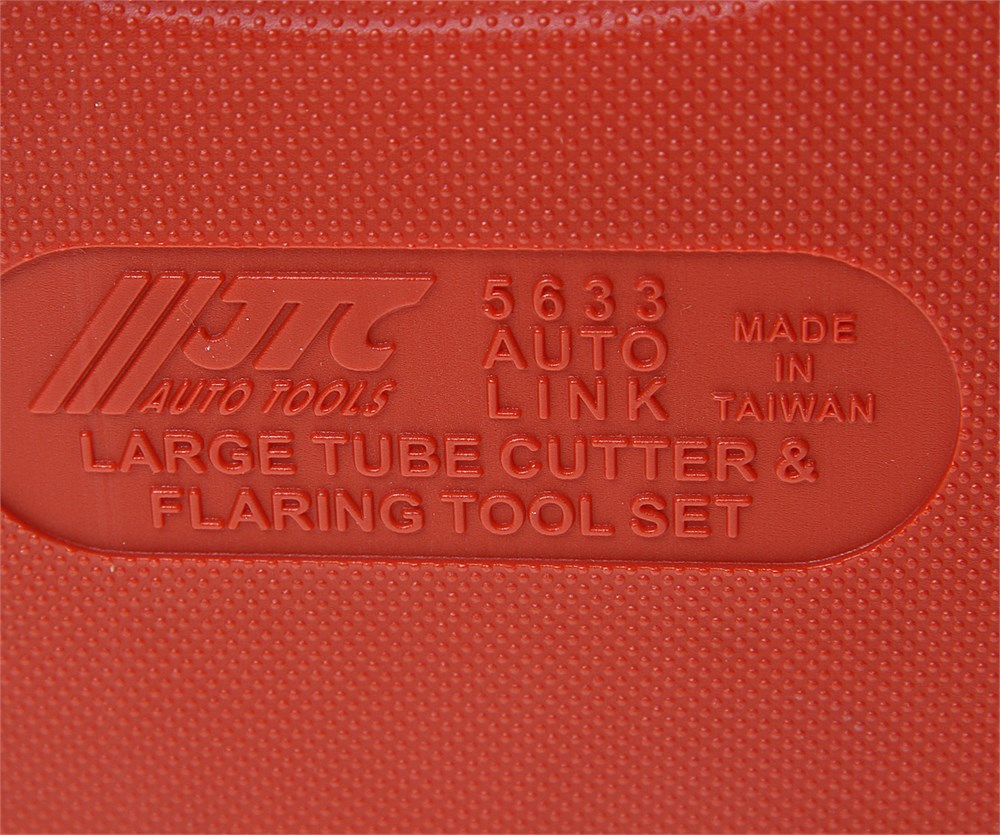 JTC
AUTO TOOLS
5633
AUTO
LINK
MADE
IN
TAIWAN
LARGE TUBE CUTTER &
FLARING TOOL SET